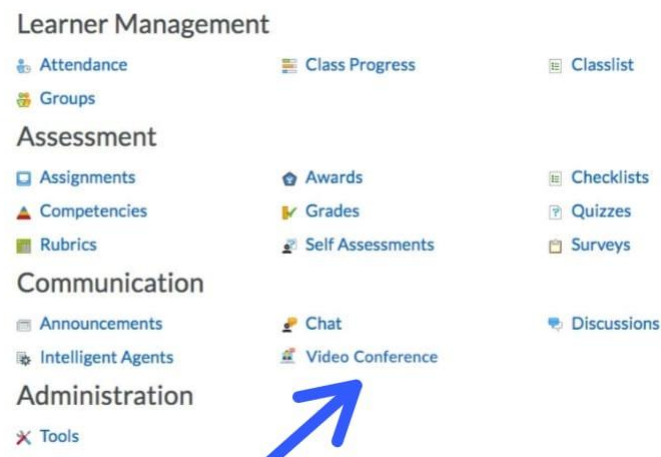 Learner Management
Attendance Class Progress Classlist
Groups
Assessment
Assignments Awards Checklists
Competencies Grades Quizzes
Rubrics Self Assessments Surveys
Communication
Announcements Chat Discussions
Intelligent Agents Video Conference
Administration
Tools